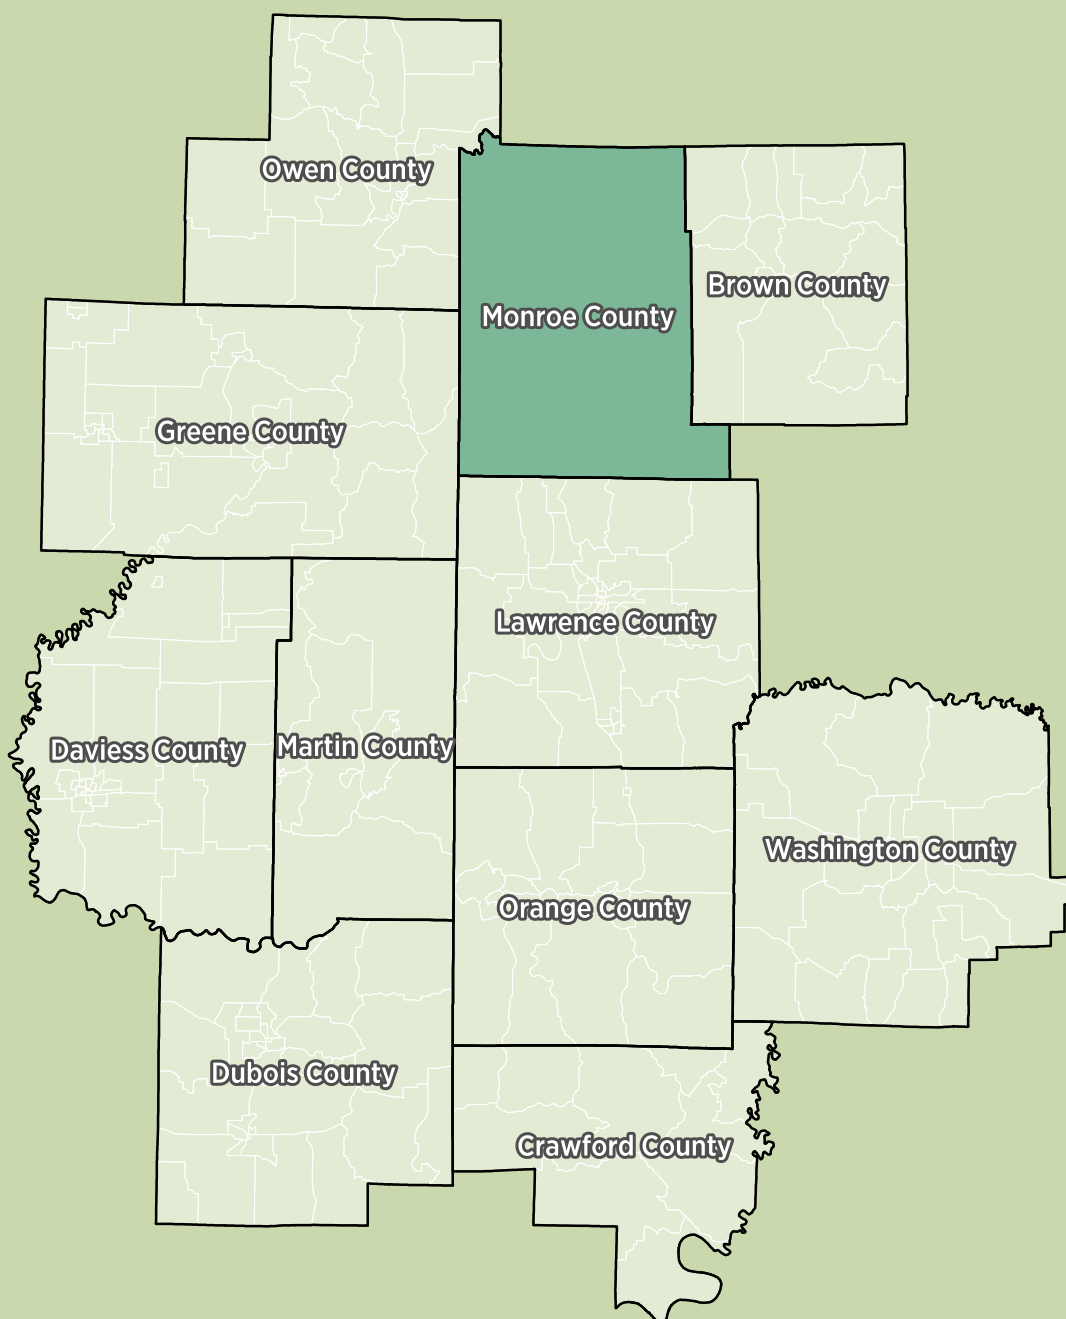 Owen County
Brown County
Monroe County
Greene County
Lawrence County
Daviess County
Martin County
Washington County
Orange County
Dubois County
Crawford County